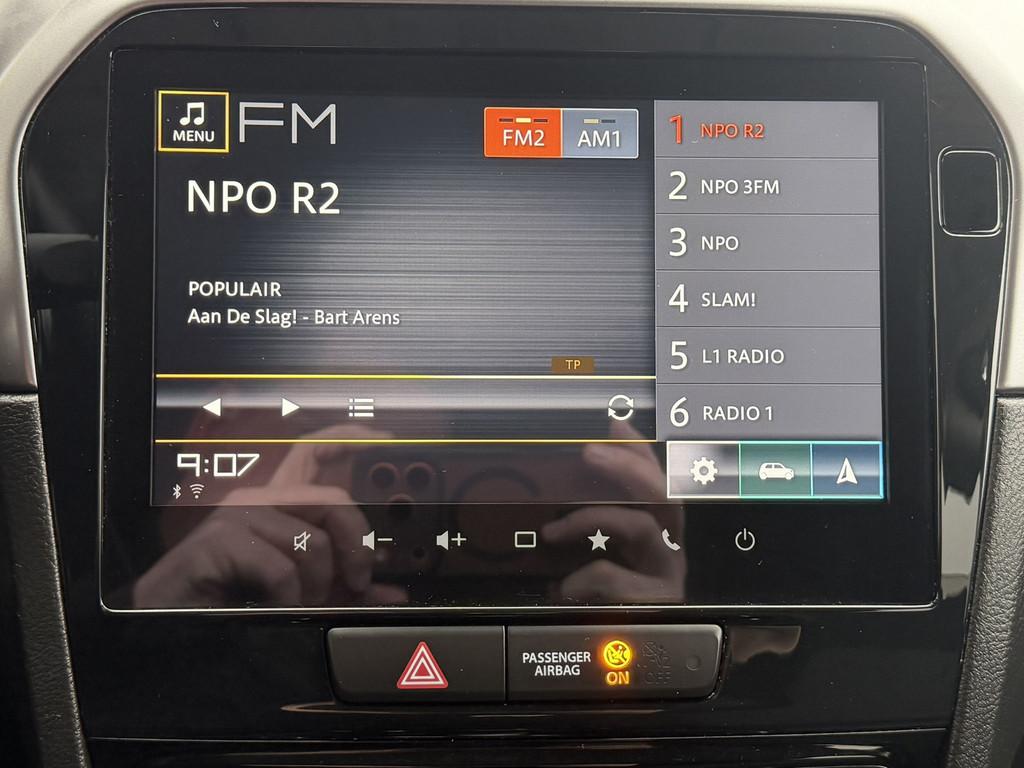 MENU
FM
FM2
AM1
1 NPO R2
NPO R2
2 NPO 3FM
3 NPO
POPULAIR
Aan De Slag! - Bart Arens
4 SLAM!
TP
5 L1 RADIO
6 RADIO 1
9:07
PASSENGER
AIRBAG
ON
OFF